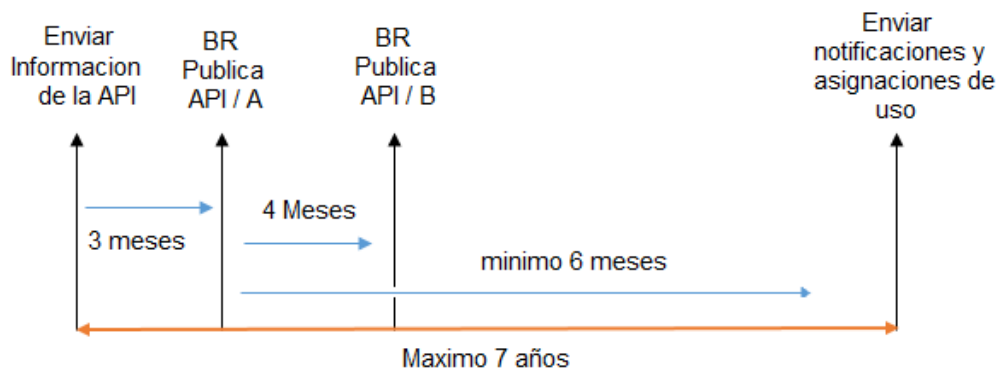 Enviar
Informacion
de la API
BR
Publica
API / A
BR
Publica
API / B
Enviar
notificaciones y
asignaciones de
uso
3 meses
4 Meses
minimo 6 meses
Maximo 7 años